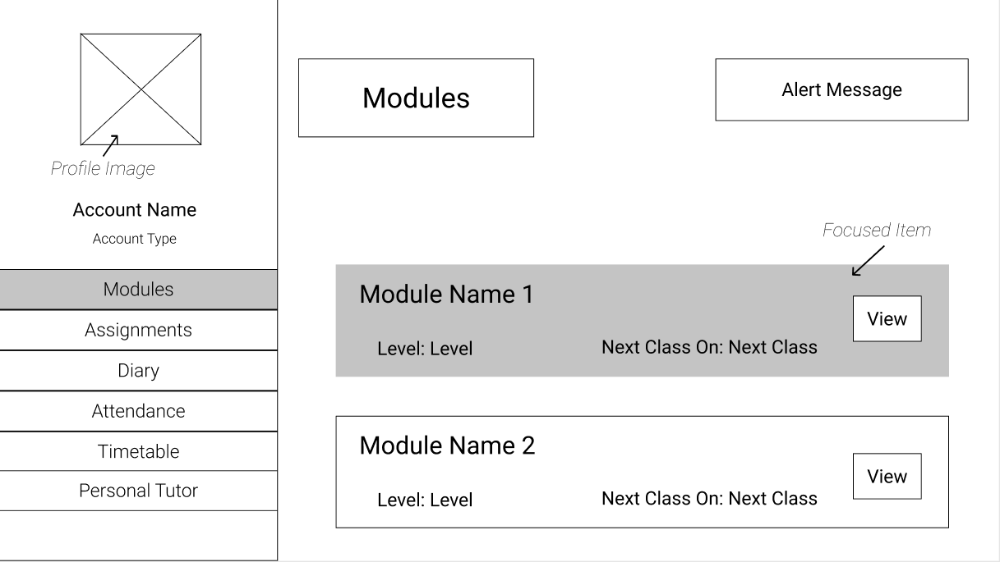 Profile Image
Account Name
Account Type
Modules
Assignments
Diary
Attendance
Timetable
Personal Tutor
Modules
Alert Message
Focused Item
Module Name 1
View
Level: Level
Next Class On: Next Class
Module Name 2
View
Level: Level
Next Class On: Next Class